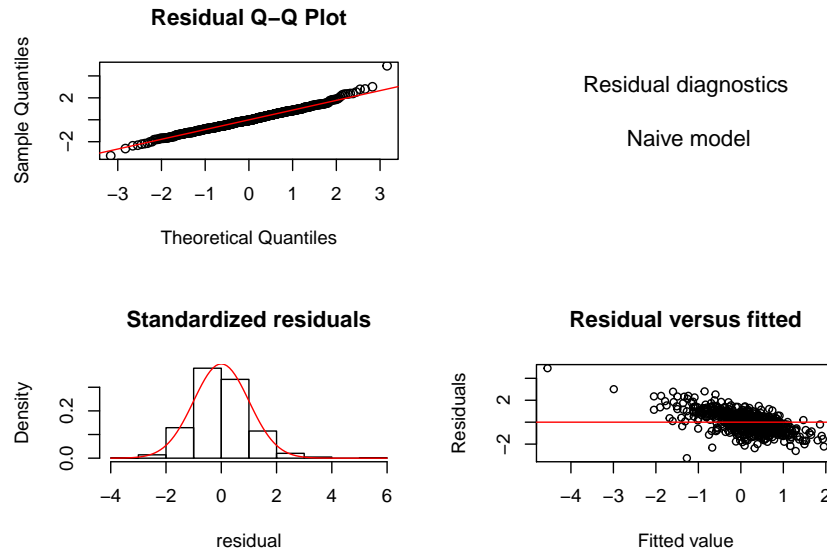 Residual Q−Q Plot
Sample Quantiles
2
−2
−3 −2 −1 0 1 2 3
Theoretical Quantiles
Residual diagnostics
Naive model
Standardized residuals
Density
0.2
0.0
−4 −2 0 2 4 6
residual
Residual versus fitted
Residuals
2
−2
−4 −3 −2 −1 0 1 2
Fitted value